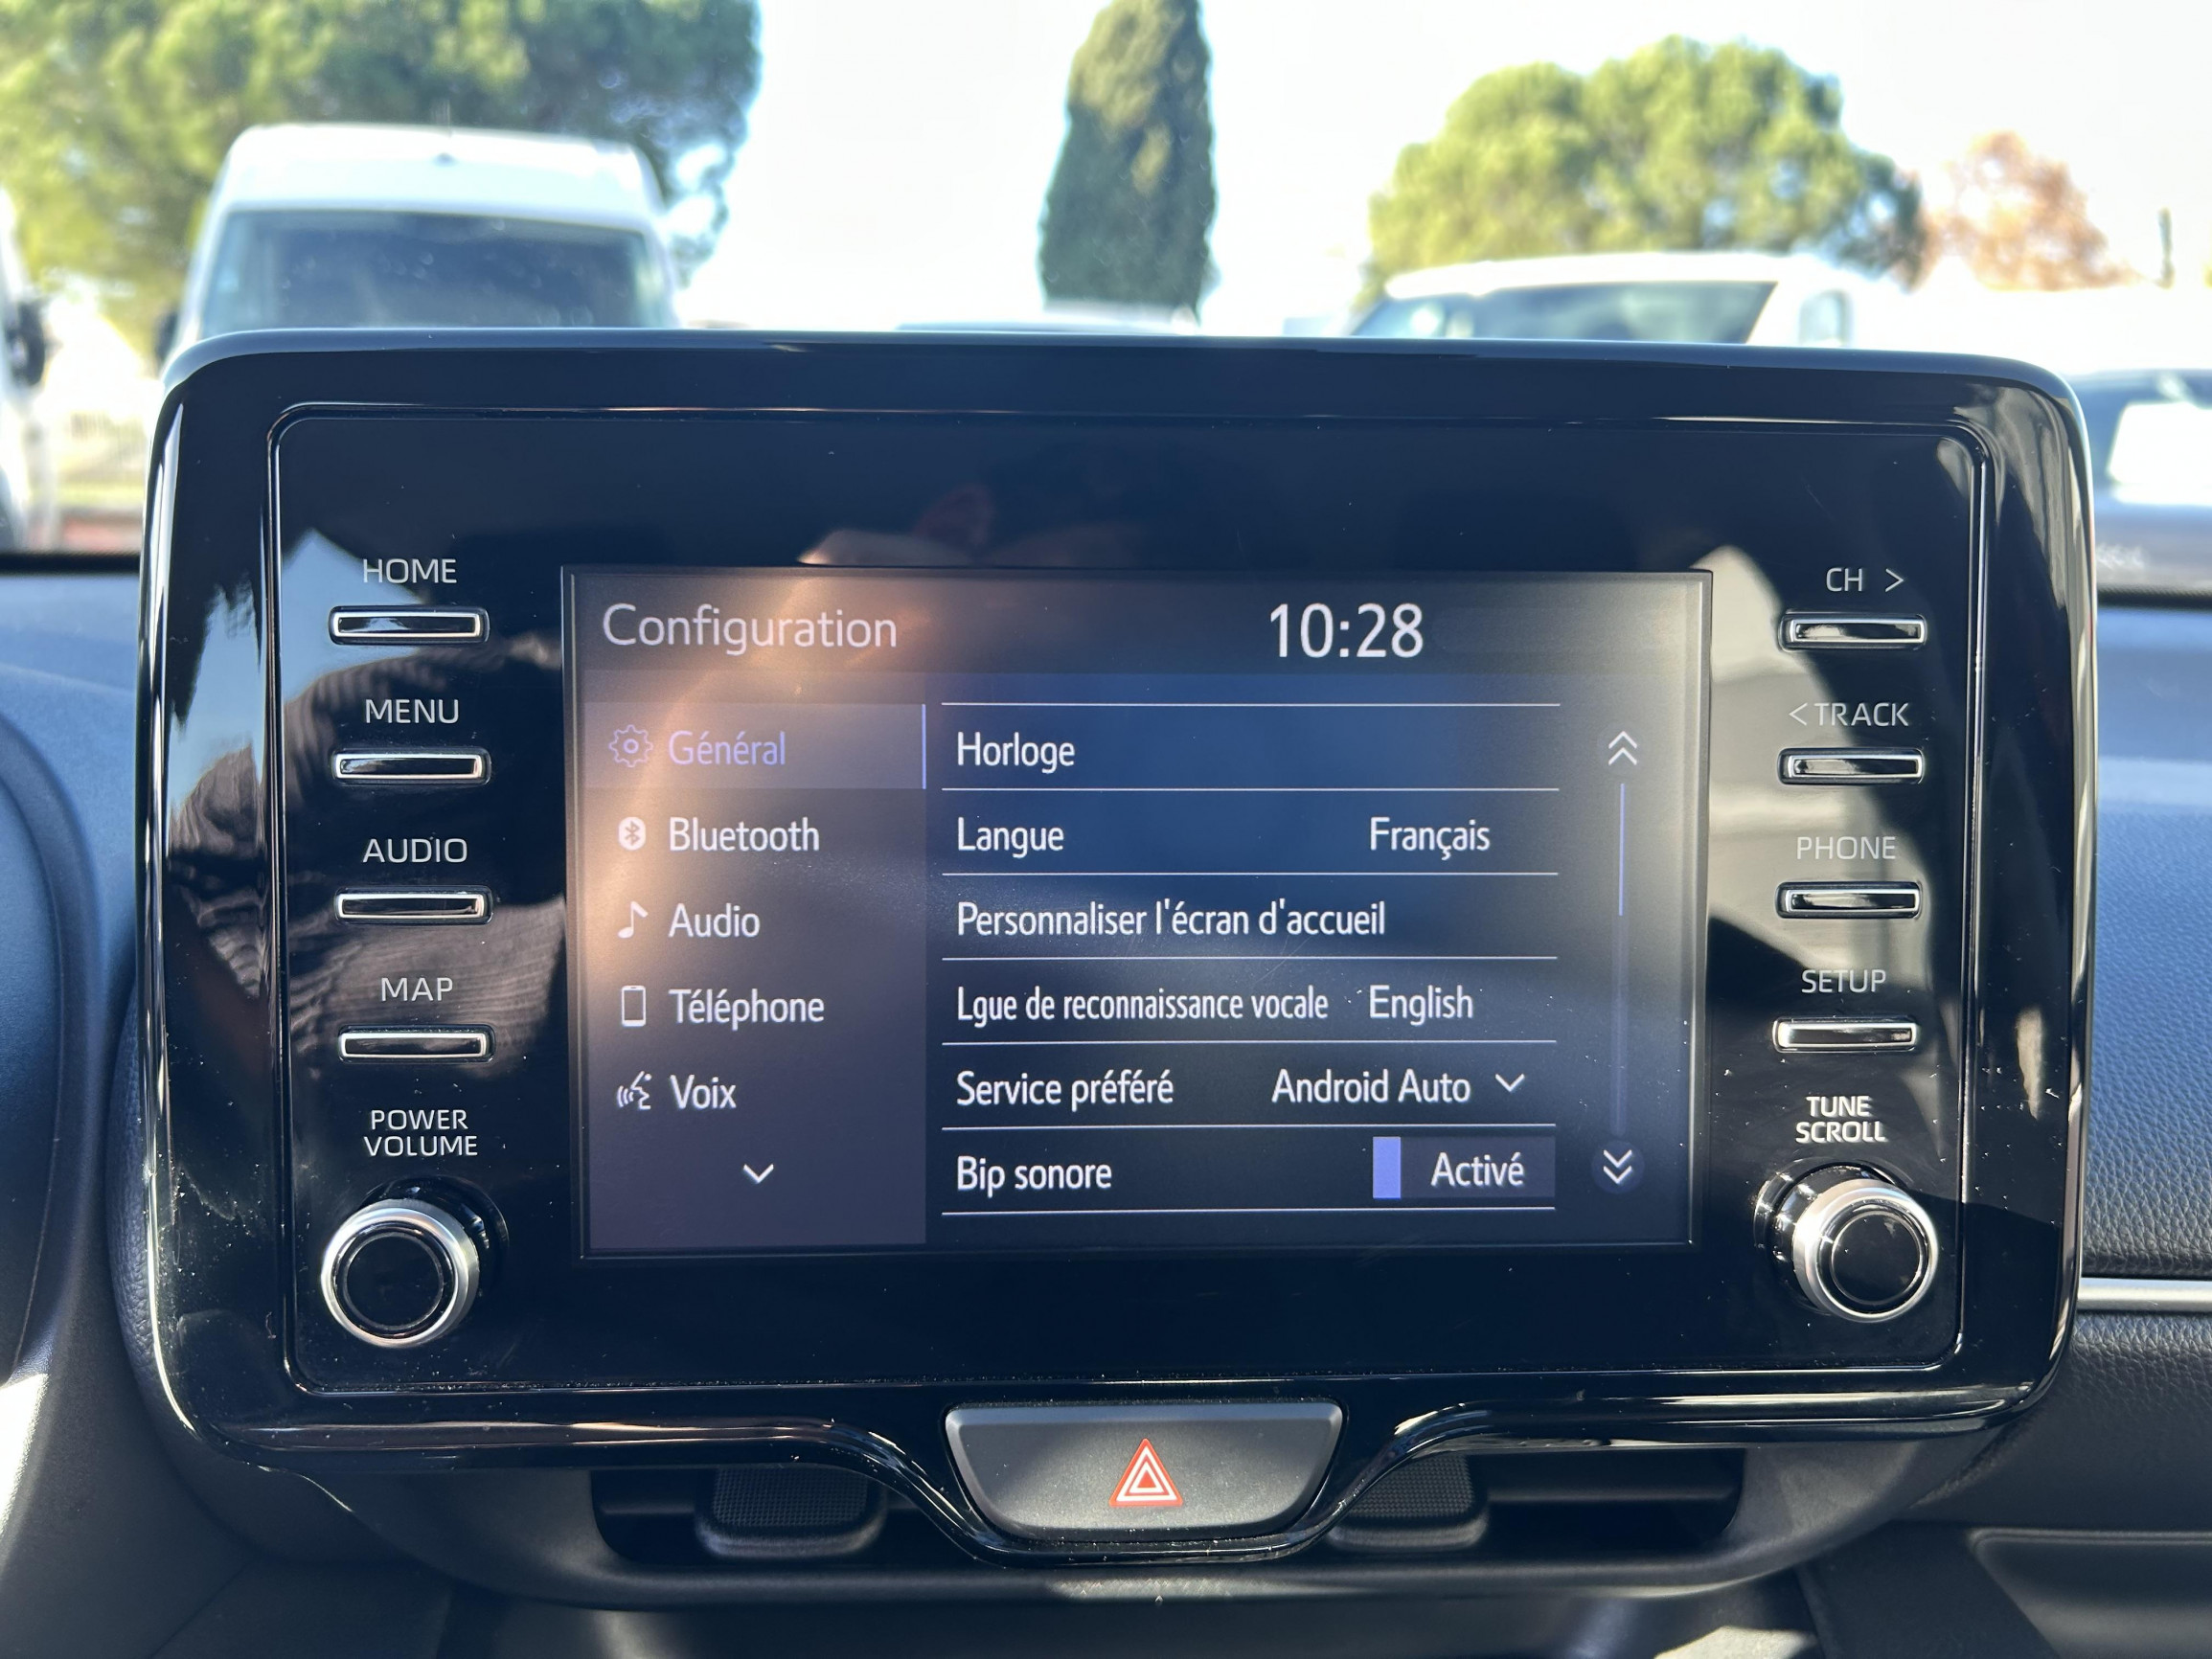 HOME
MENU
AUDIO
MAP
POWER
VOLUME
Configuration 10:28
Général
Bluetooth
Audio
Téléphone
Voix
Horloge
Langue Français
Personnaliser l'écran d'accueil
Lgue de reconnaissance vocale English
Service préféré Android Auto
Bip sonore Activé
CH >
< TRACK
PHONE
SETUP
TUNE
SCROLL